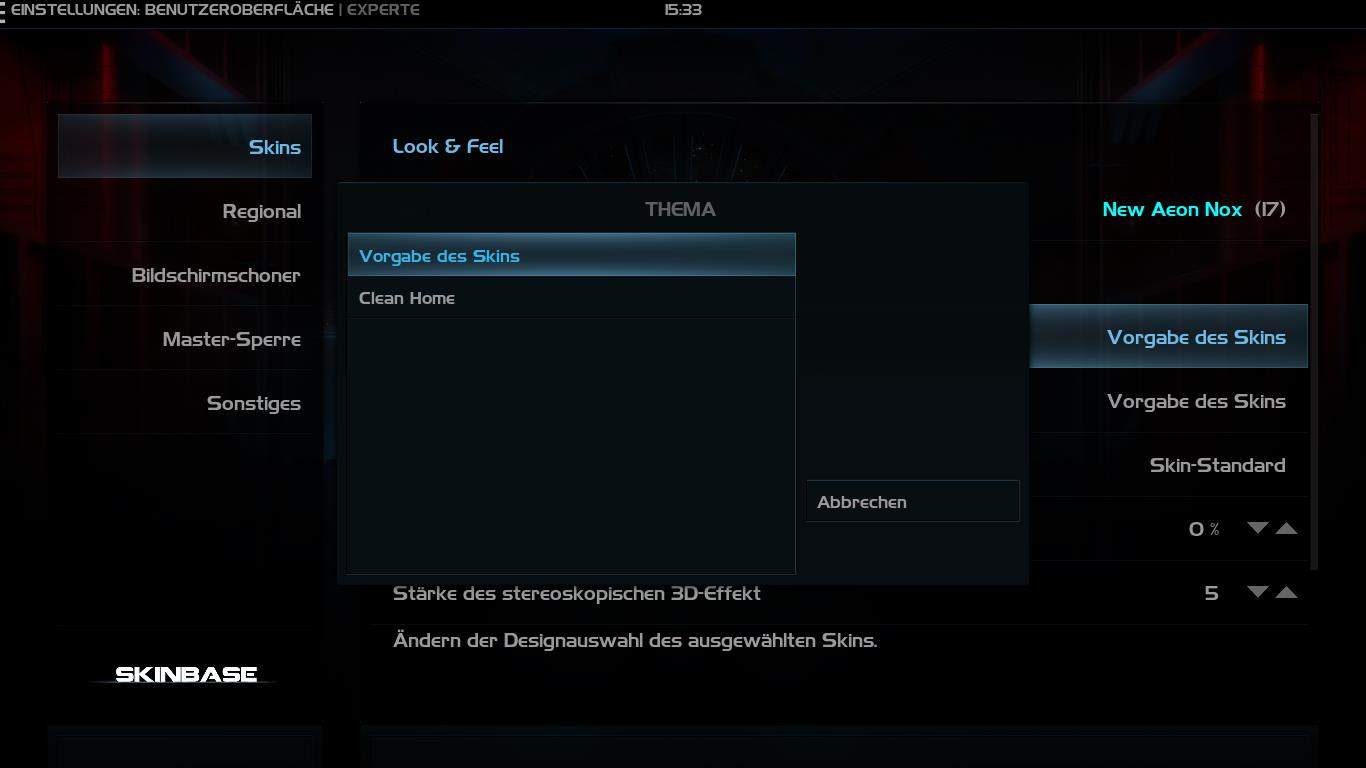 EINSTELLUNGEN: BENUTZEROBERFLÄCHE | EXPERTE
15:33
Skins
Regional
Bildschirmschoner
Master-Sperre
Sonstiges
SKINBASE
Look & Feel
New Aeon Nox (17)
THEMA
Vorgabe des Skins
Clean Home
Abbrechen
Vorgabe des Skins
Vorgabe des Skins
Skin-Standard
0 %
Stärke des stereoskopischen 3D-Effekt 5
Ändern der Designauswahl des ausgewählten Skins.